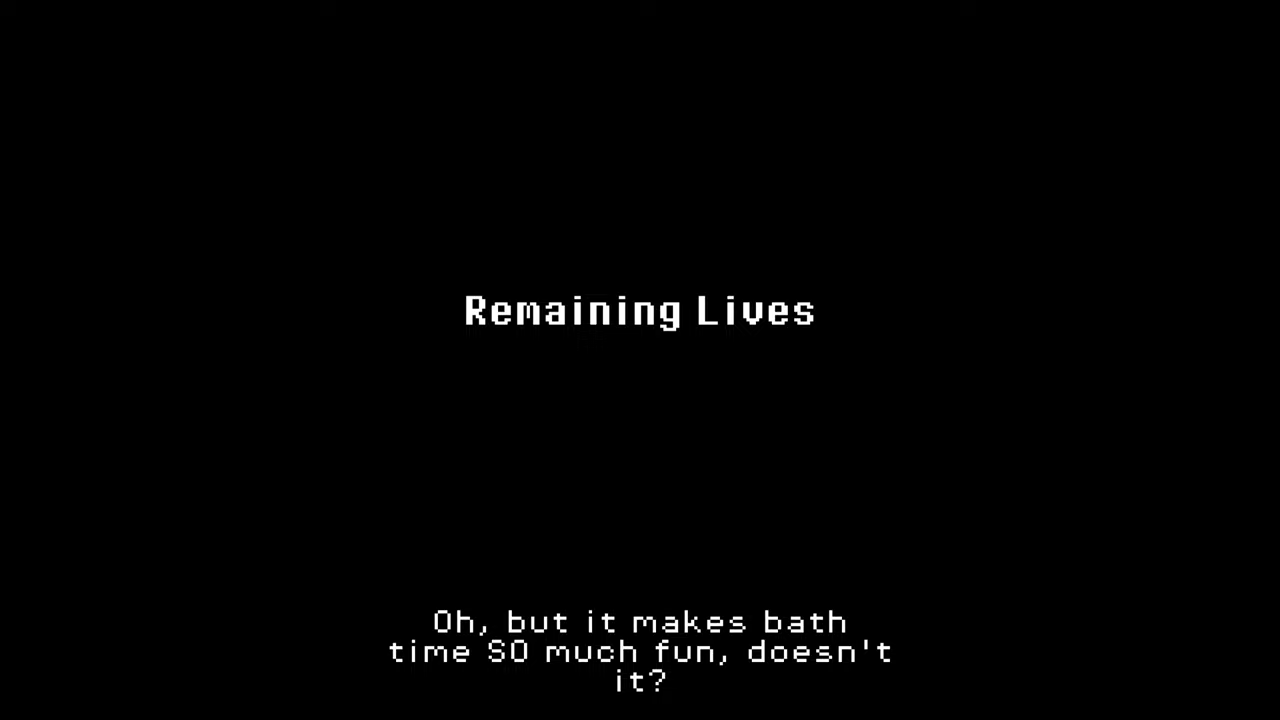 Remaining Lives
Oh, but it makes bath
time SO much fun, doesn't
it?